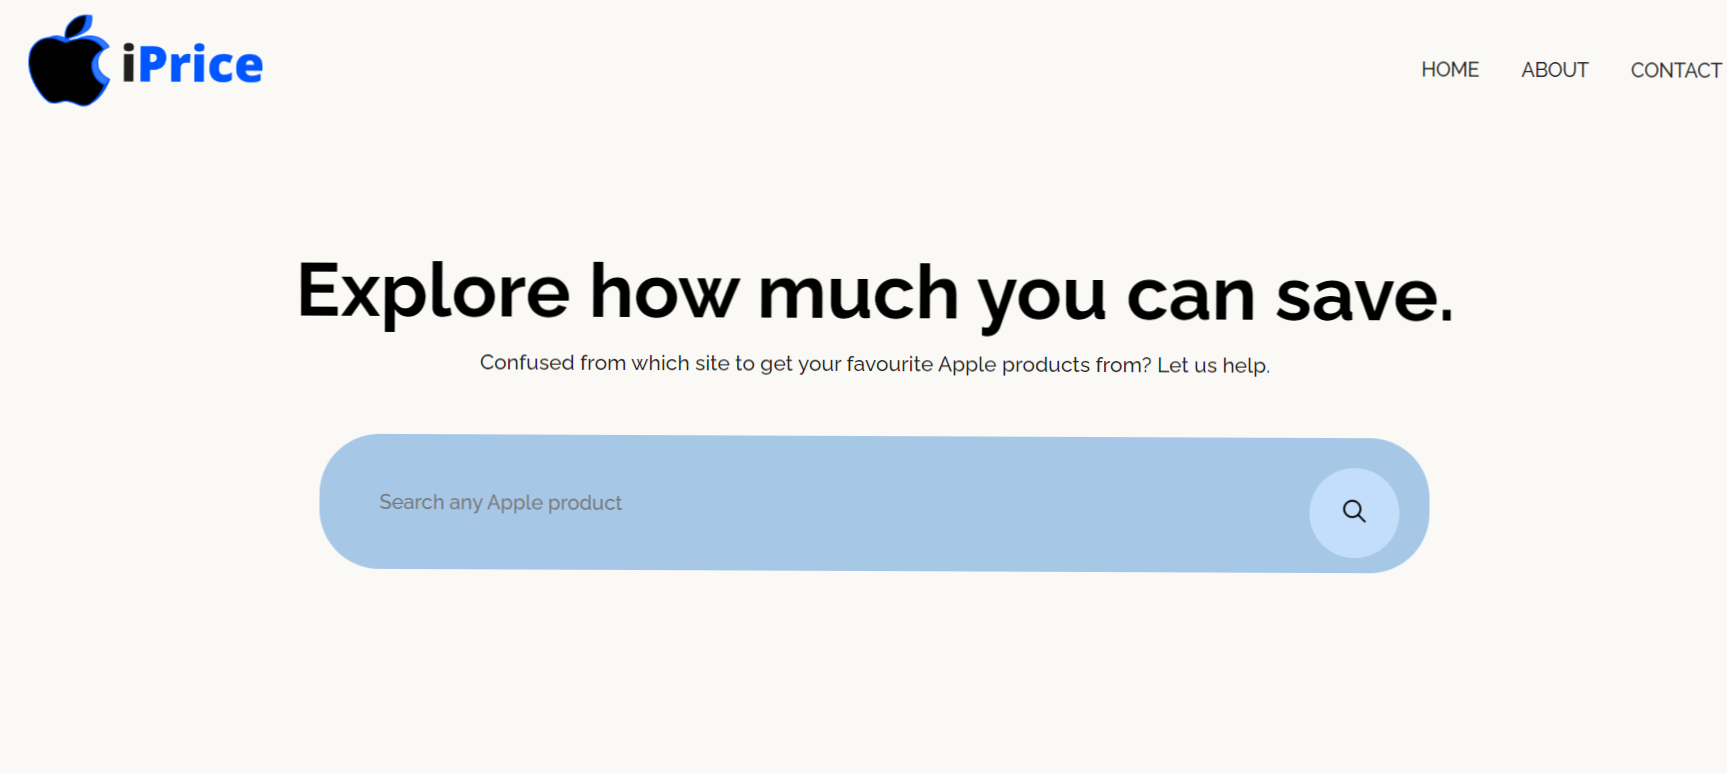 iPrice
HOME ABOUT CONTACT
Explore how much you can save.
Confused from which site to get your favourite Apple products from? Let us help.
Search any Apple product